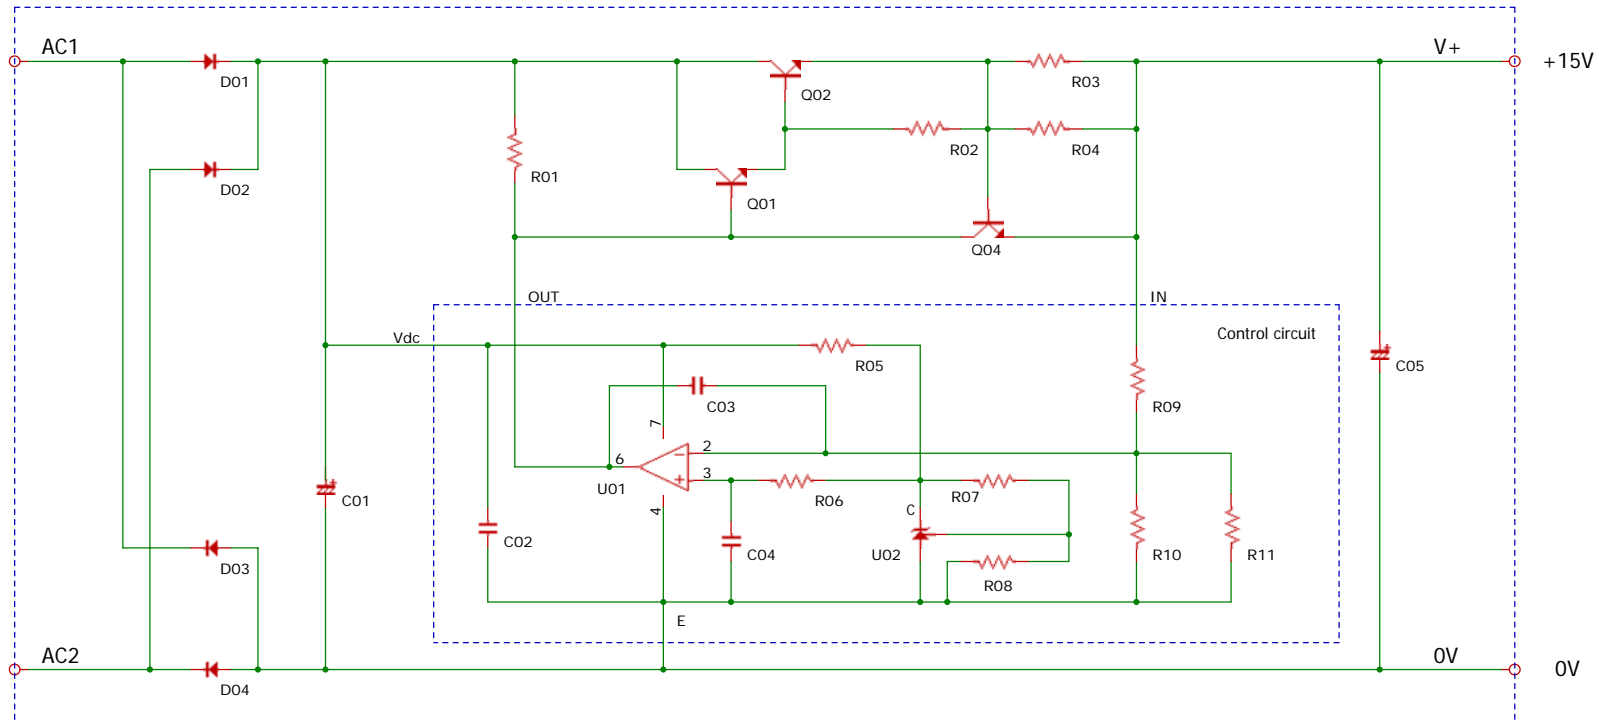 AC1
V+
+15V
D01
R03
Q02
R02
R04
D02
R01
Q01
Q04
OUT
IN
Vdc
Control circuit
R05
C05
C03
R09
7
2
6
3
U01
R06
R07
C01
4
C
C02
C04
U02
R10
R11
D03
R08
E
AC2
0V
0V
D04